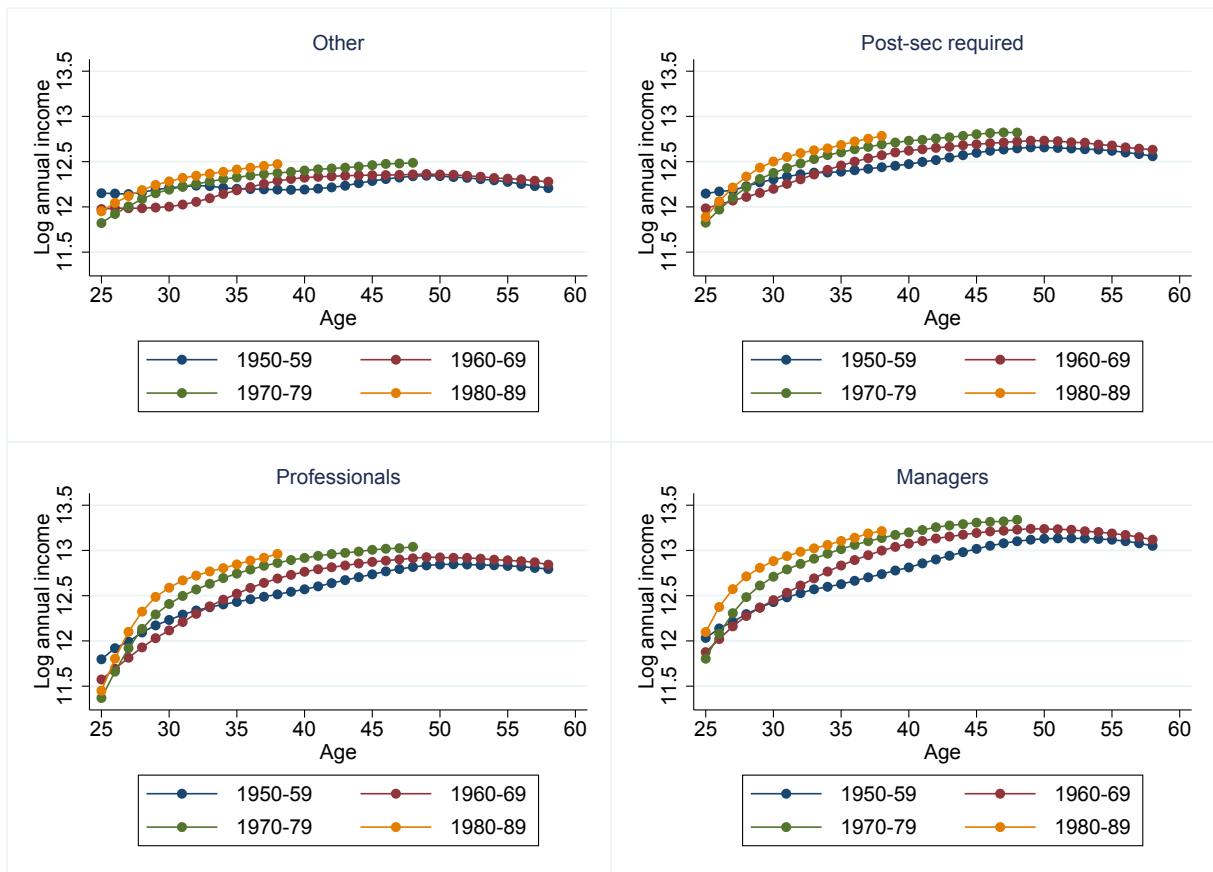 Other
Log annual income
13.5
13
12.5
12
11.5
25 30 35 40 45 50 55 60
Age
1950-59 1960-69
1970-79 1980-89
Post-sec required
Log annual income
13.5
13
12.5
12
11.5
25 30 35 40 45 50 55 60
Age
1950-59 1960-69
1970-79 1980-89
Professionals
Log annual income
13.5
13
12.5
12
11.5
25 30 35 40 45 50 55 60
Age
1950-59 1960-69
1970-79 1980-89
Managers
Log annual income
13.5
13
12.5
12
11.5
25 30 35 40 45 50 55 60
Age
1950-59 1960-69
1970-79 1980-89